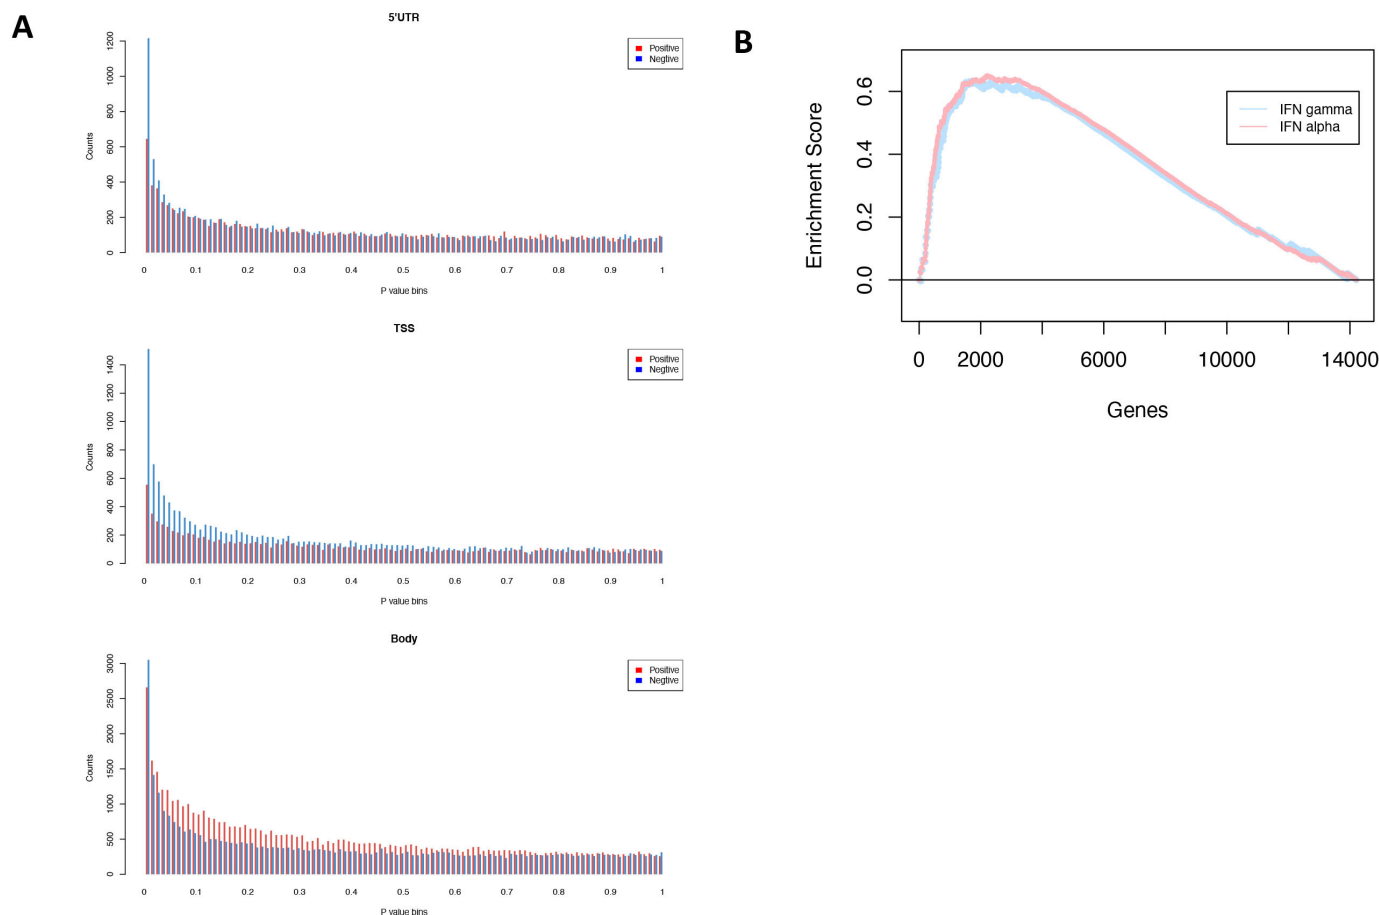 A
5'UTR
Positive
Negtive
1200
1000
800
600
400
200
0
Counts
0 0.1 0.2 0.3 0.4 0.5 0.6 0.7 0.8 0.9 1
P value bins
TSS
Positive
Negtive
1400
1200
1000
800
600
400
200
0
Counts
0 0.1 0.2 0.3 0.4 0.5 0.6 0.7 0.8 0.9 1
P value bins
Body
Positive
Negtive
3000
2500
2000
1500
1000
500
0
Counts
0 0.1 0.2 0.3 0.4 0.5 0.6 0.7 0.8 0.9 1
P value bins
B
IFN gamma
IFN alpha
0.6
0.4
0.2
0.0
Enrichment Score
0 2000 6000 10000 14000
Genes